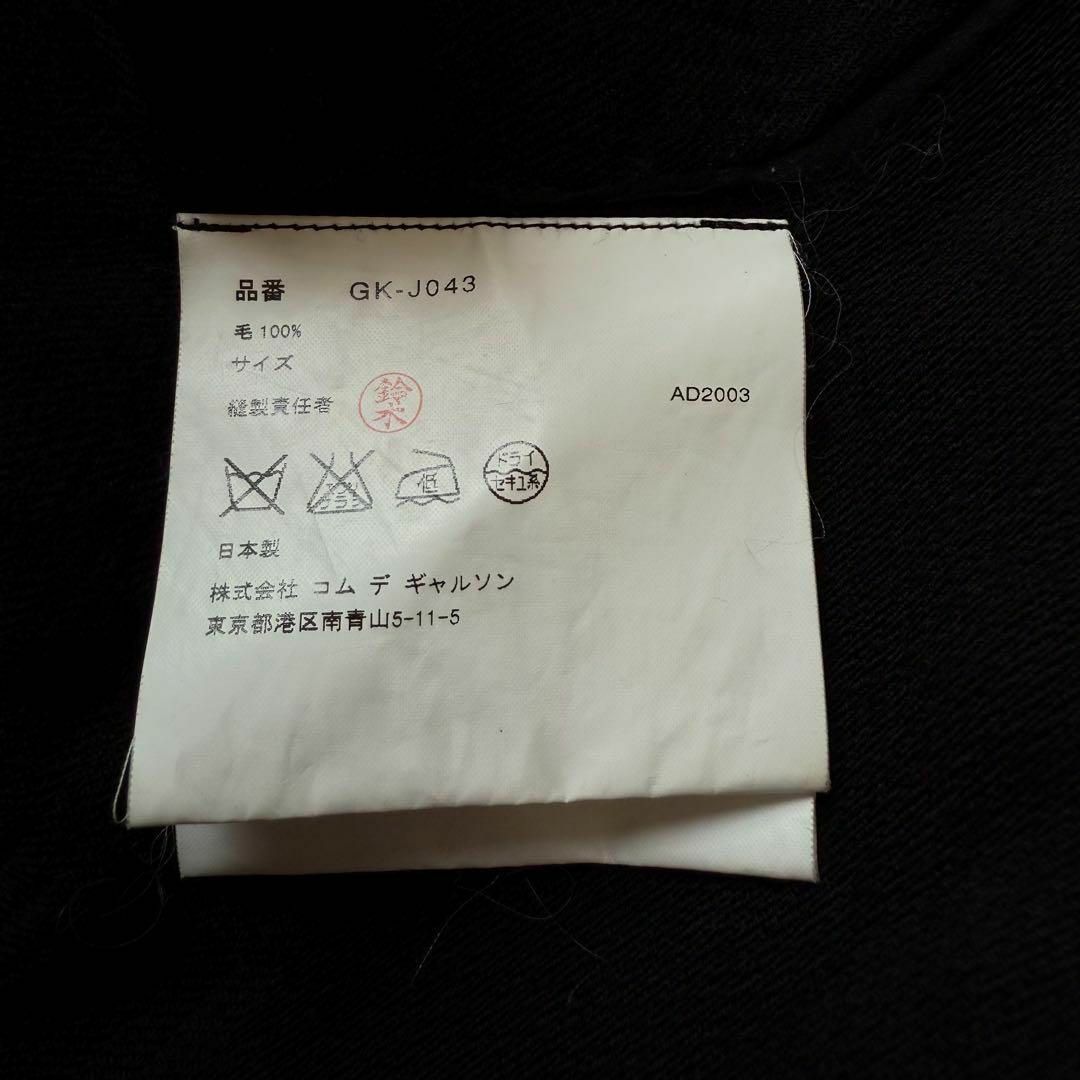 品番 GK-J043
毛 100%
サイズ
AD2003
縫製責任者 鈴木
低 ドライ
セキユ系
日本製
株式会社 コム デ ギャルソン
東京都港区南青山5-11-5